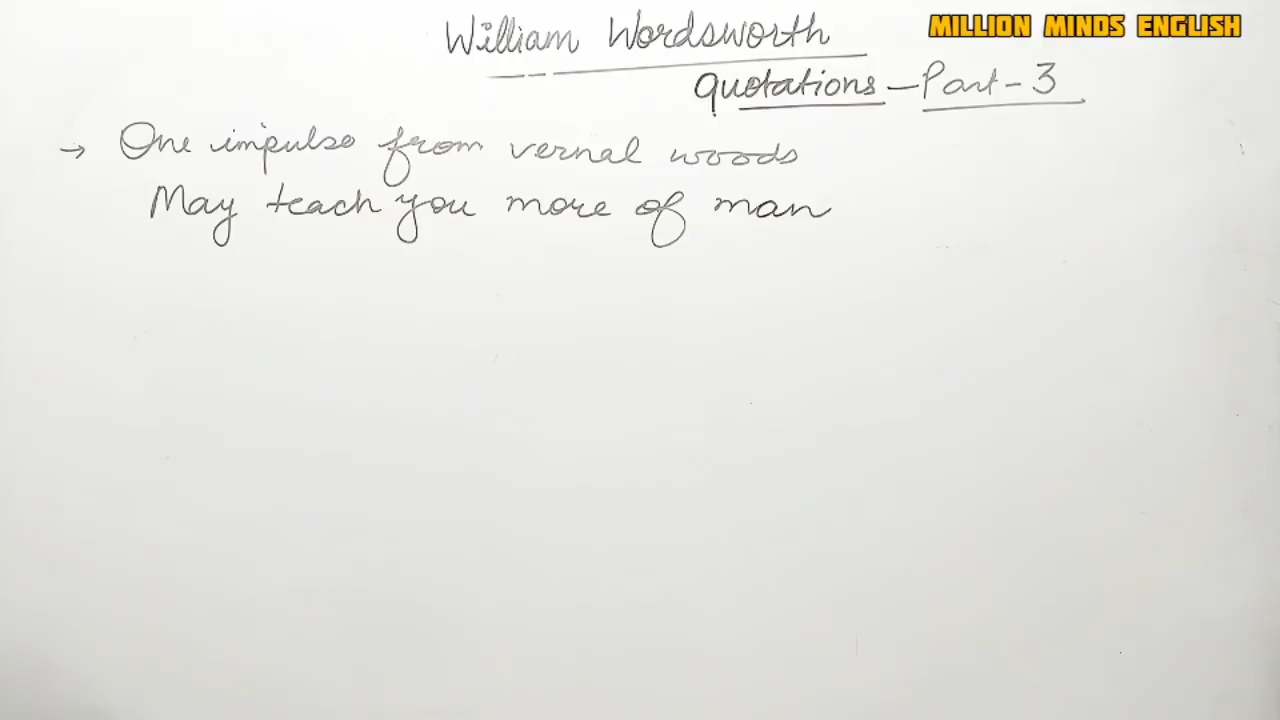 William Wordsworth
MILLION MINDS ENGLISH
Quotations - Part - 3
→ One impulse from vernal woods
May teach you more of man